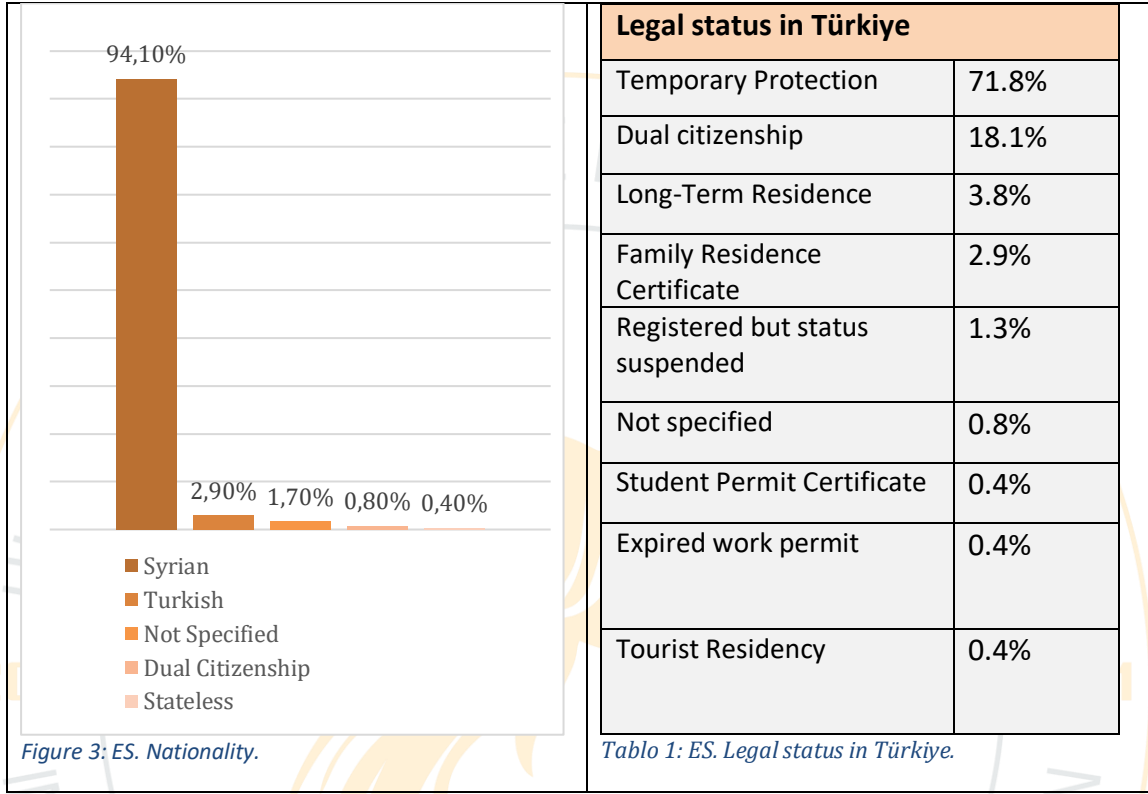 94,10%
2,90%
1,70%
0,80%
0,40%
Syrian
Turkish
Not Specified
Dual Citizenship
Stateless
Figure 3: ES. Nationality.
Legal status in Türkiye
Temporary Protection 71.8%
Dual citizenship 18.1%
Long-Term Residence 3.8%
Family Residence 2.9%
Certificate
Registered but status 1.3%
suspended
Not specified 0.8%
Student Permit Certificate 0.4%
Expired work permit 0.4%
Tourist Residency 0.4%
Tablo 1: ES. Legal status in Türkiye.